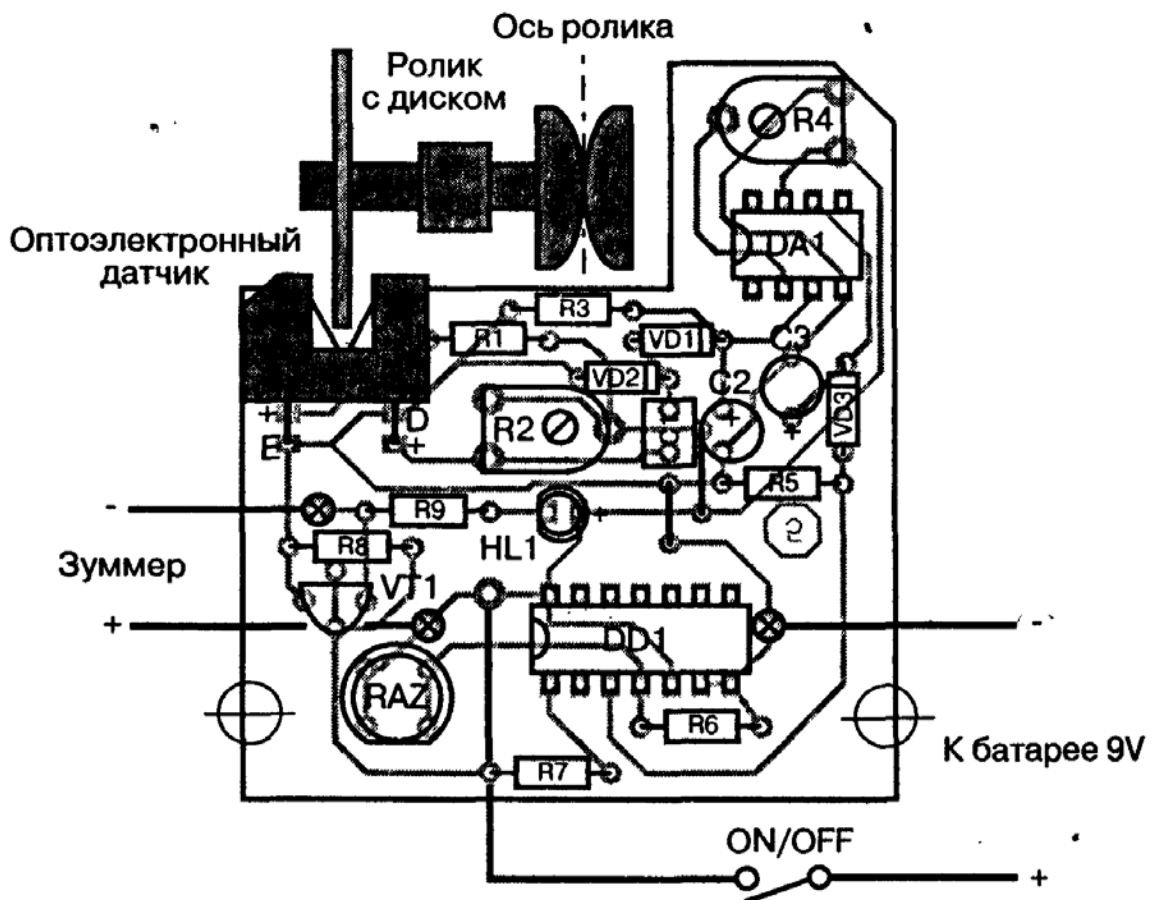 Ось ролика
Ролик
с диском
R4
Оптоэлектронный
датчик
DA1
R3
R1
VD1
C3
VD2
C2
+
D
R2
+
+
VD3
E
+
R5
-
R9
+
HL1
R8
Зуммер
VT1
+
DD1
-
RAZ
R6
К батарее 9V
R7
ON/OFF
+